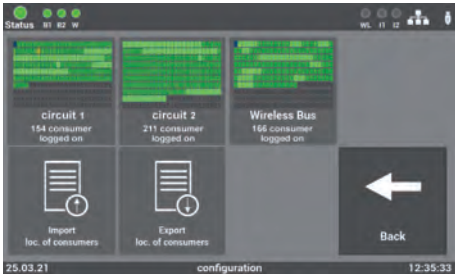 Status B1 B2 W WL I1 I2
circuit 1
154 consumer
logged on
circuit 2
211 consumer
logged on
Wireless Bus
166 consumer
logged on
Import
loc. of consumers
Export
loc. of consumers
Back
25.03.21 configuration 12:35:33